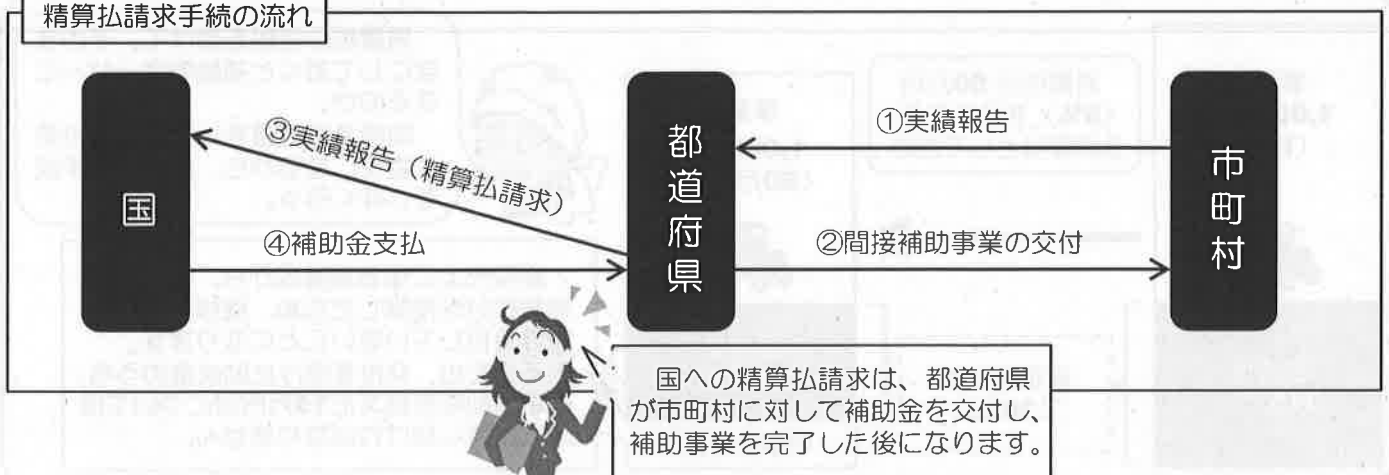 精算払請求手続の流れ
国
都道府県
市町村
①実績報告
②間接補助事業の交付
③実績報告（精算払請求）
④補助金支払
国への精算払請求は、都道府県
が市町村に対して補助金を交付し、
補助事業を完了した後になります。